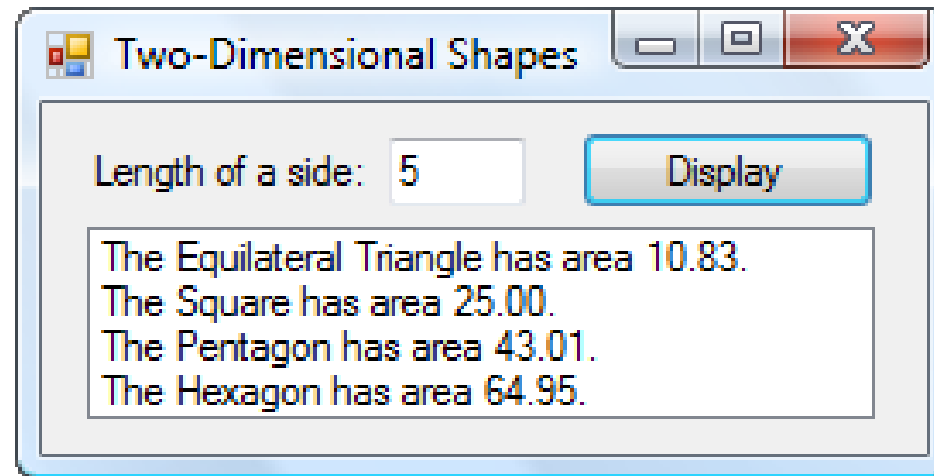 Two-Dimensional Shapes
Length of a side: 5 Display
The Equilateral Triangle has area 10.83.
The Square has area 25.00.
The Pentagon has area 43.01.
The Hexagon has area 64.95.